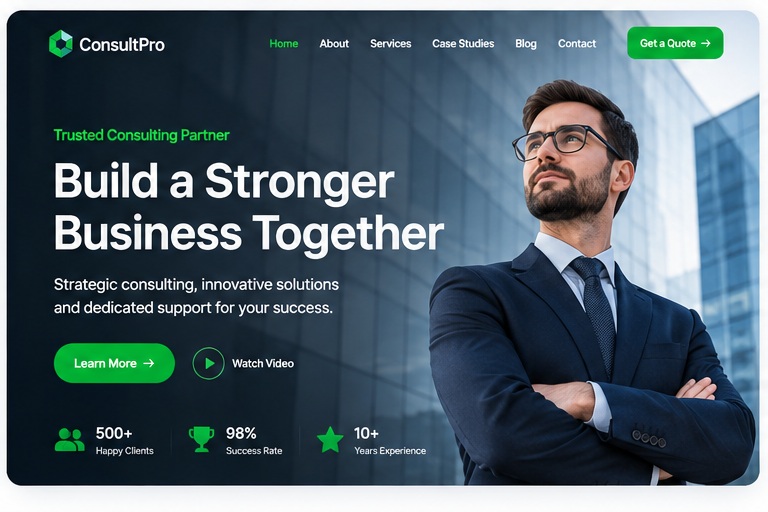 ConsultPro
Home About Services Case Studies Blog Contact
Get a Quote →
Trusted Consulting Partner
Build a Stronger
Business Together
Strategic consulting, innovative solutions
and dedicated support for your success.
Learn More →
Watch Video
500+
Happy Clients
98%
Success Rate
10+
Years Experience